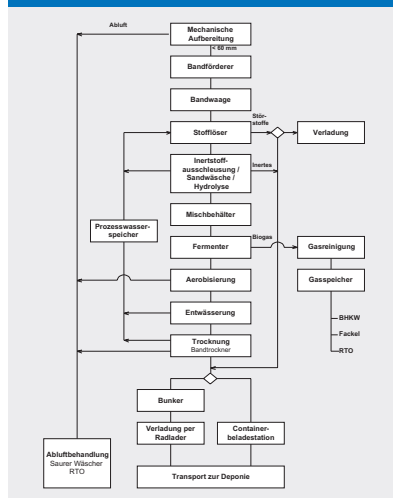 Abluft
Mechanische
Aufbereitung
< 60 mm
Bandförderer
Bandwaage
Stör-
stoffe
Stofflöser
Verladung
Inertstoff-
ausschleusung /
Sandwäsche /
Hydrolyse
Inertes
Mischbehälter
Prozesswasser-
speicher
Biogas
Fermenter
Gasreinigung
Aerobisierung
Gasspeicher
Entwässerung
BHKW
Fackel
RTO
Trocknung
Bandtrockner
Bunker
Verladung per
Radlader
Container-
beladestation
Abluftbehandlung
Saurer Wäscher
RTO
Transport zur Deponie